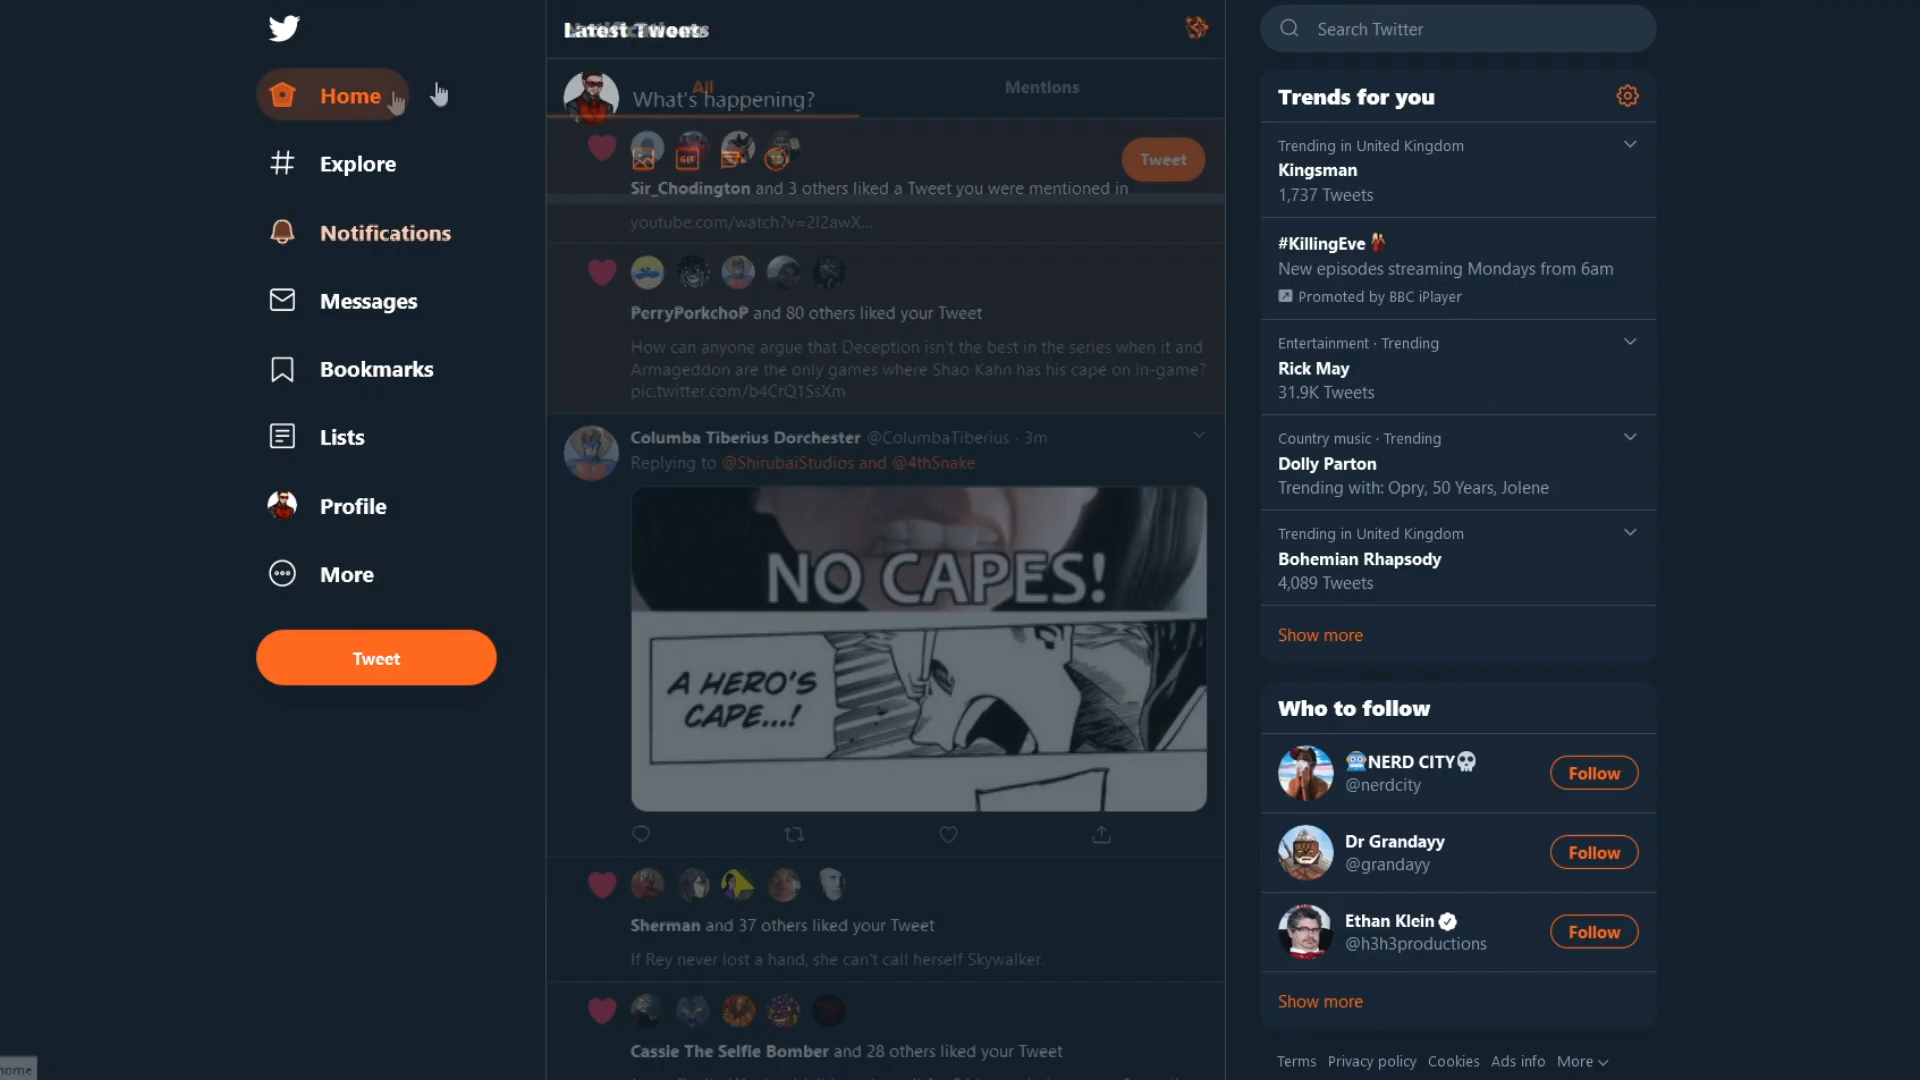 Home
Explore
Notifications
Messages
Bookmarks
Lists
Profile
More
Tweet
Latest Tweets
All
Mentions
What's happening?
GIF
Tweet
Sir_Chodington and 3 others liked a Tweet you were mentioned in
youtube.com/watch?v=2I2awX...
PerryPorkchoP and 80 others liked your Tweet
How can anyone argue that Deception isn't the best in the series when it and
Armageddon are the only games where Shao Kahn has his cape on in-game?
pic.twitter.com/b4CrQ1SsXm
Columba Tiberius Dorchester @ColumbaTiberius · 3m
Replying to @ShirubaiStudios and @4thSnake
NO CAPES!
A HERO'S
CAPE...!
Sherman and 37 others liked your Tweet
If Rey never lost a hand, she can't call herself Skywalker.
Cassie The Selfie Bomber and 28 others liked your Tweet
Search Twitter
Trends for you
Trending in United Kingdom
Kingsman
1,737 Tweets
#KillingEve
New episodes streaming Mondays from 6am
Promoted by BBC iPlayer
Entertainment · Trending
Rick May
31.9K Tweets
Country music · Trending
Dolly Parton
Trending with: Opry, 50 Years, Jolene
Trending in United Kingdom
Bohemian Rhapsody
4,089 Tweets
Show more
Who to follow
NERD CITY
@nerdcity
Follow
Dr Grandayy
@grandayy
Follow
Ethan Klein
@h3h3productions
Follow
Show more
Terms Privacy policy Cookies Ads info More
home